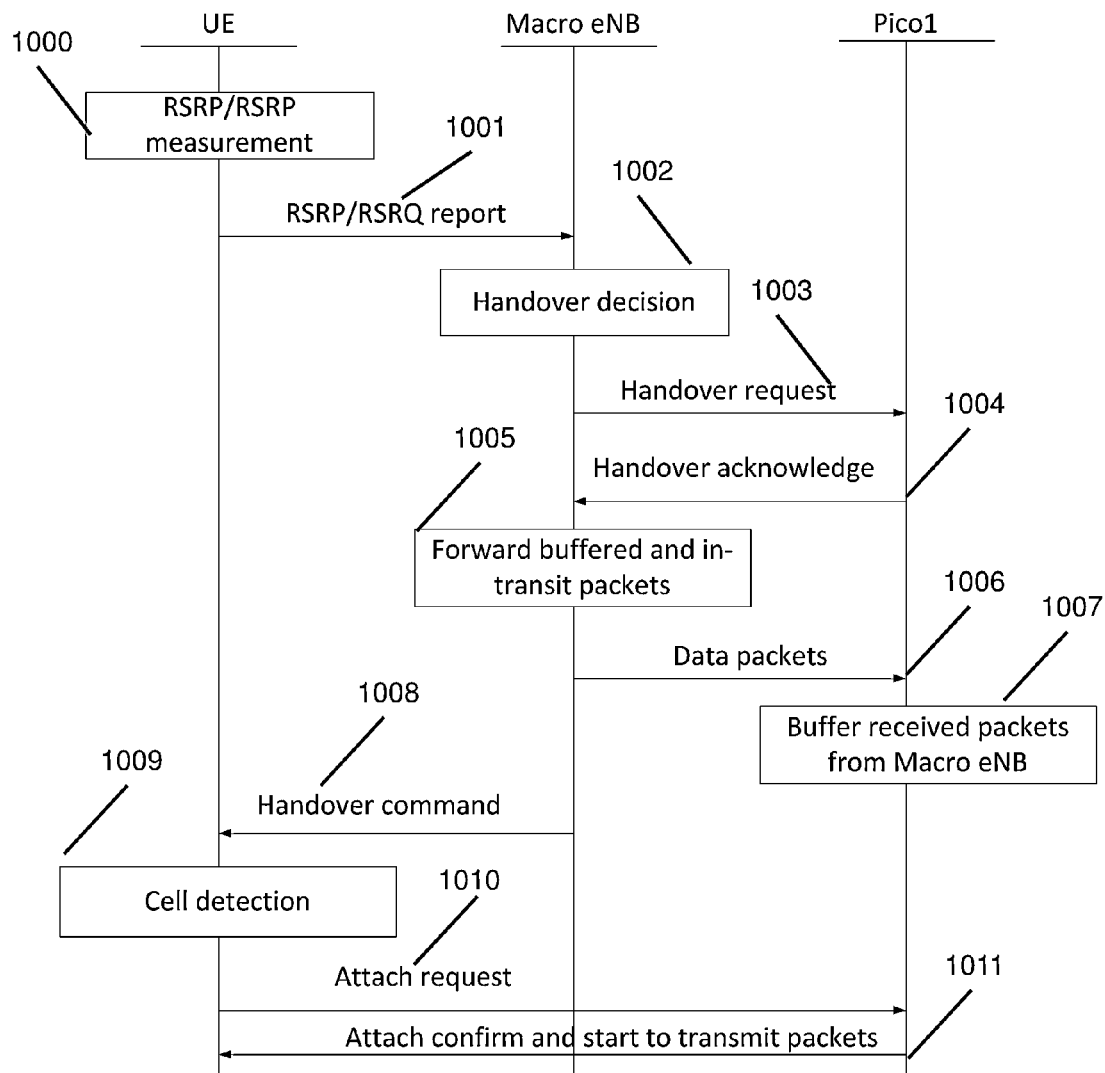 UE
Macro eNB
Pico1
1000
RSRP/RSRP
measurement
1001
RSRP/RSRQ report
1002
Handover decision
1003
Handover request
1004
Handover acknowledge
1005
Forward buffered and in-
transit packets
1006
Data packets
1007
Buffer received packets
from Macro eNB
1008
Handover command
1009
Cell detection
1010
Attach request
1011
Attach confirm and start to transmit packets